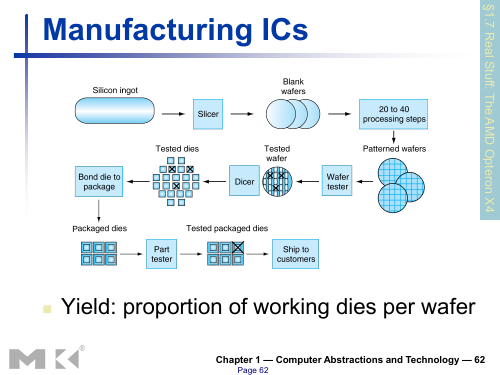 Manufacturing ICs
§1.7 Real Stuff: The AMD Opteron X4
Silicon ingot
Slicer
Blank
wafers
20 to 40
processing steps
Tested dies
Tested
wafer
Patterned wafers
Bond die to
package
Dicer
Wafer
tester
Packaged dies
Tested packaged dies
Part
tester
Ship to
customers
Yield: proportion of working dies per wafer
MK®
Chapter 1 — Computer Abstractions and Technology — 62
Page 62